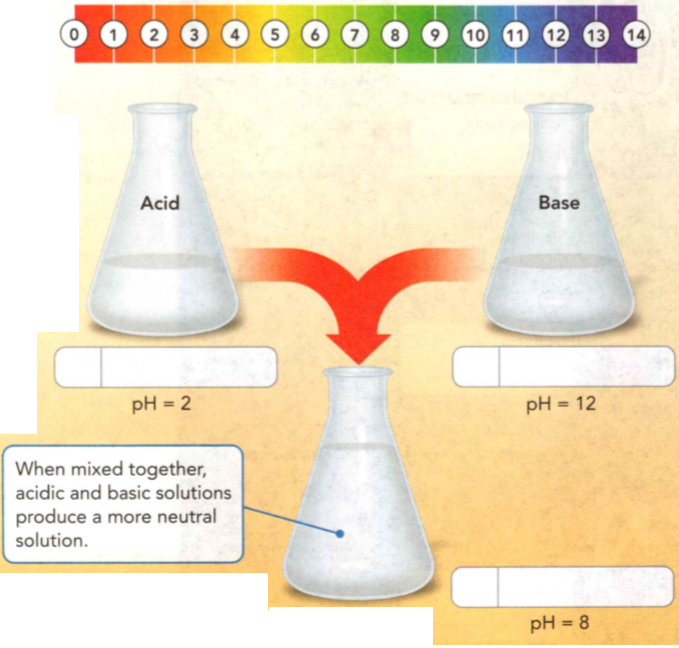 0 1 2 3 4 5 6 7 8 9 10 11 12 13 14
Acid
Base
pH = 2
pH = 12
When mixed together,
acidic and basic solutions
produce a more neutral
solution.
pH = 8